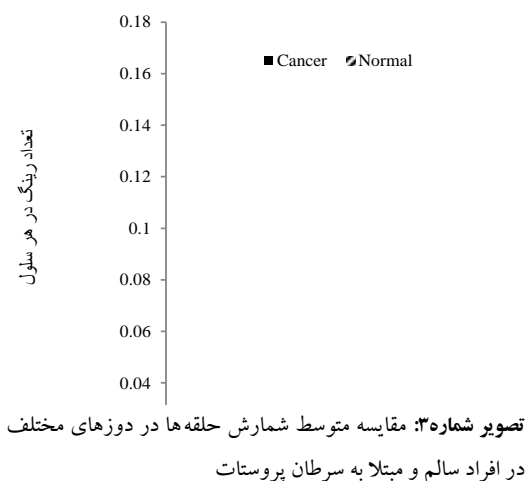 0.18
0.16
■ Cancer Normal
0.14
0.12
0.1
0.08
0.06
0.04
تعداد رینگ در هر سلول
تصویر شماره۳: مقایسه متوسط شمارش حلقه‌ها در دوزهای مختلف
در افراد سالم و مبتلا به سرطان پروستات